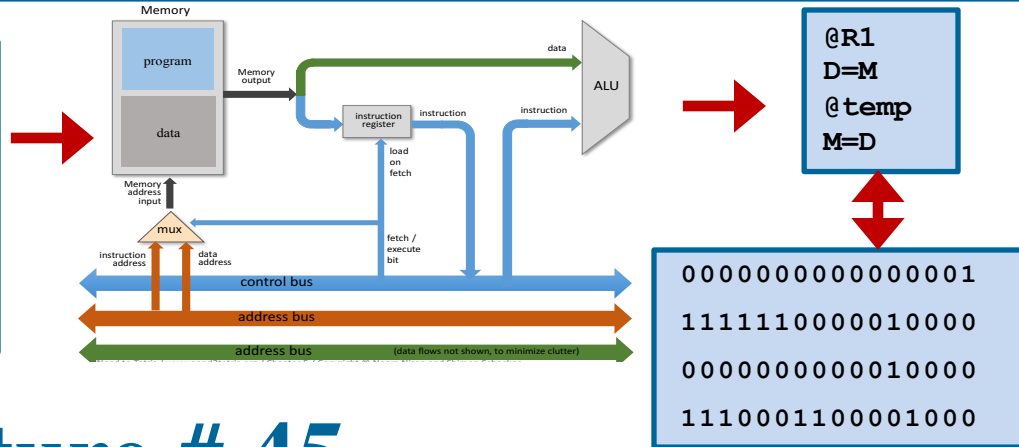 Memory
program
data
Memory
output
data
ALU
instruction
register
instruction
instruction
load
on
fetch
Memory
address
input
mux
instruction
address
data
address
fetch /
execute
bit
control bus
address bus
address bus (data flows not shown, to minimize clutter)
@R1
D=M
@temp
M=D
0000000000000001
1111110000010000
0000000000010000
1110001100001000
# 45